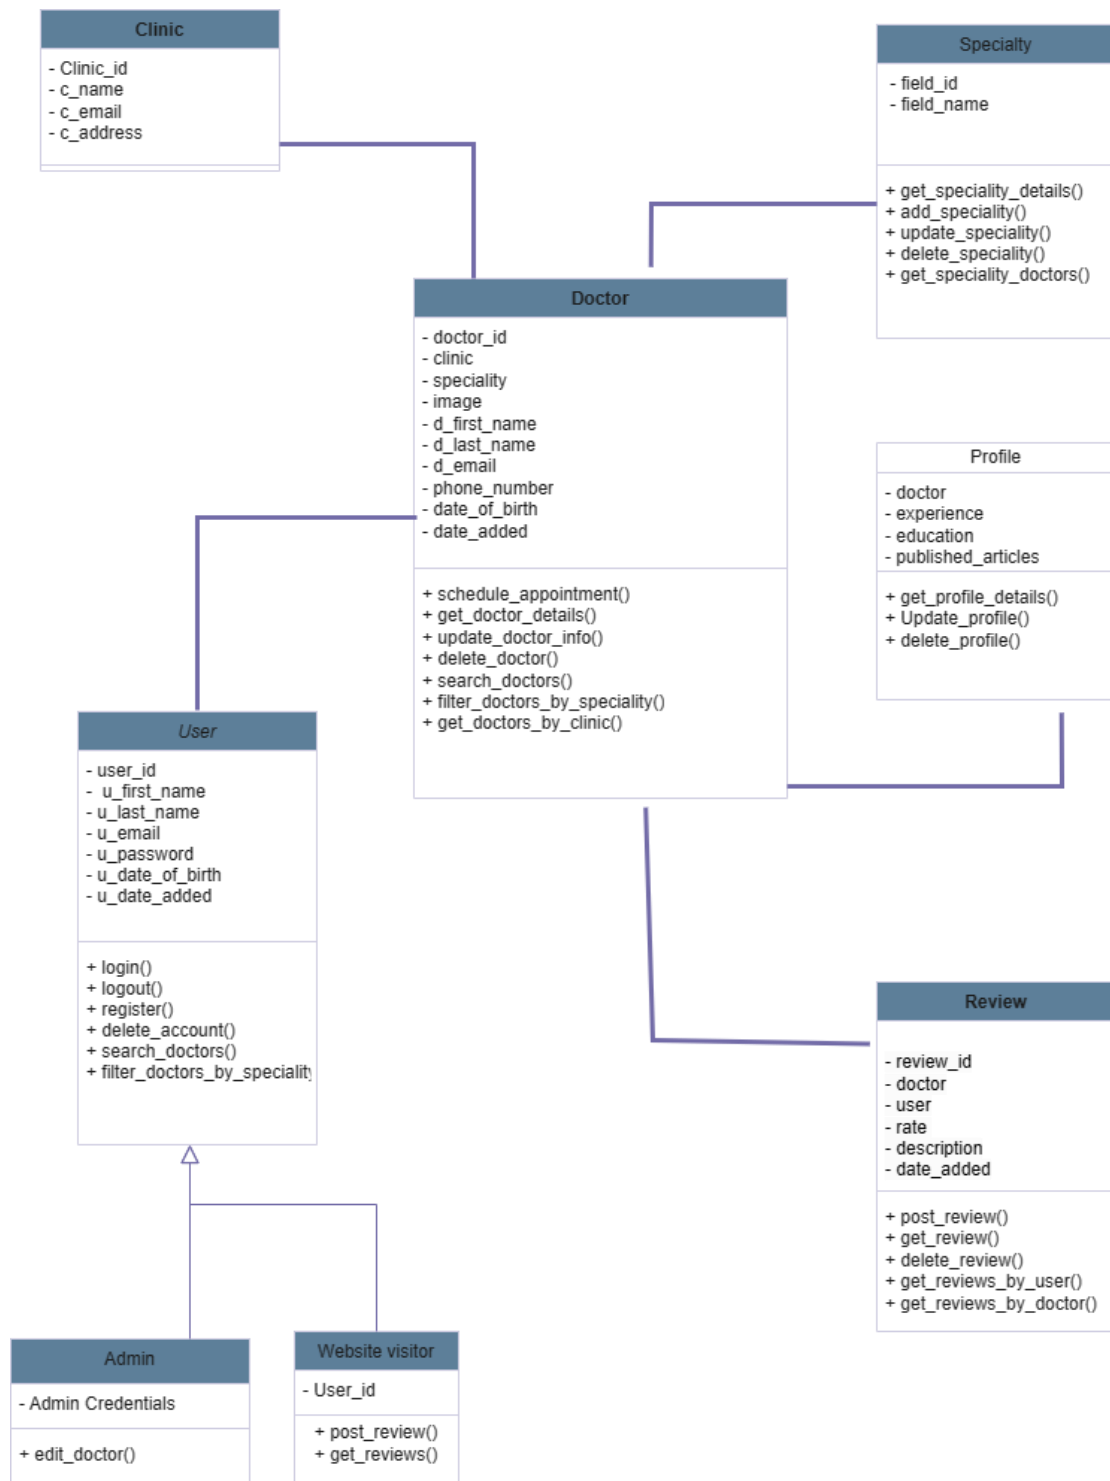 Clinic
- Clinic_id
- c_name
- c_email
- c_address
Specialty
- field_id
- field_name
+ get_speciality_details()
+ add_speciality()
+ update_speciality()
+ delete_speciality()
+ get_speciality_doctors()
Doctor
- doctor_id
- clinic
- speciality
- image
- d_first_name
- d_last_name
- d_email
- phone_number
- date_of_birth
- date_added
+ schedule_appointment()
+ get_doctor_details()
+ update_doctor_info()
+ delete_doctor()
+ search_doctors()
+ filter_doctors_by_speciality()
+ get_doctors_by_clinic()
Profile
- doctor
- experience
- education
- published_articles
+ get_profile_details()
+ Update_profile()
+ delete_profile()
User
- user_id
- u_first_name
- u_last_name
- u_email
- u_password
- u_date_of_birth
- u_date_added
+ login()
+ logout()
+ register()
+ delete_account()
+ search_doctors()
+ filter_doctors_by_speciality
Review
- review_id
- doctor
- user
- rate
- description
- date_added
+ post_review()
+ get_review()
+ delete_review()
+ get_reviews_by_user()
+ get_reviews_by_doctor()
Admin
- Admin Credentials
+ edit_doctor()
Website visitor
- User_id
+ post_review()
+ get_reviews()